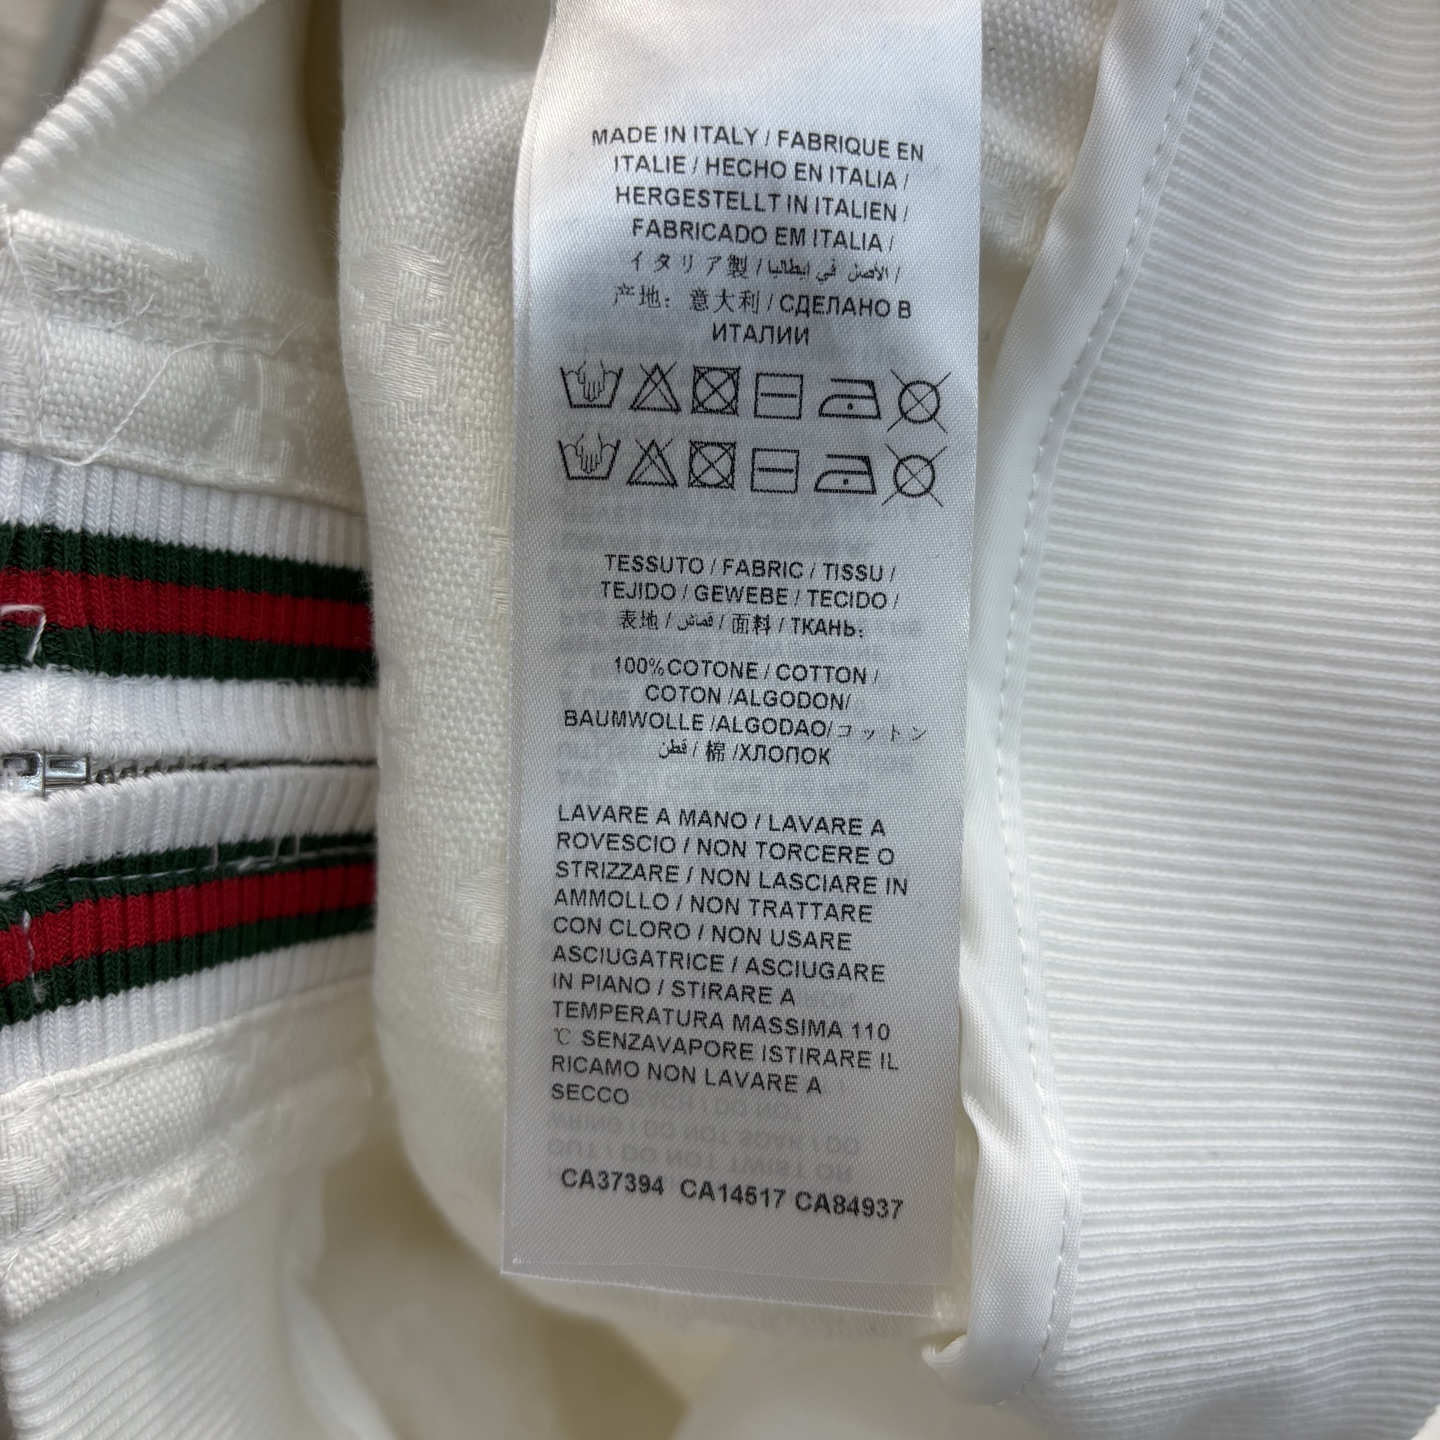 MADE IN ITALY / FABRIQUE EN
ITALIE / HECHO EN ITALIA /
HERGESTELLT IN ITALIEN /
FABRICADO EM ITALIA /
イタリア製 / الأصن في إيطاليا /
产地：意大利 / СДЕЛАНО В
ИТАЛИИ
TESSUTO / FABRIC / TISSU /
TEJIDO / GEWEBE / TECIDO /
表地 / قماش / 面料 / ТКАНЬ:
100%COTONE / COTTON /
COTON /ALGODON/
BAUMWOLLE /ALGODAO/コットン
قطن / 棉 /ХЛОПОК
LAVARE A MANO / LAVARE A
ROVESCIO / NON TORCERE O
STRIZZARE / NON LASCIARE IN
AMMOLLO / NON TRATTARE
CON CLORO / NON USARE
ASCIUGATRICE / ASCIUGARE
IN PIANO / STIRARE A
TEMPERATURA MASSIMA 110
℃ SENZAVAPORE ISTIRARE IL
RICAMO NON LAVARE A
SECCO
CA37394 CA14517 CA84937